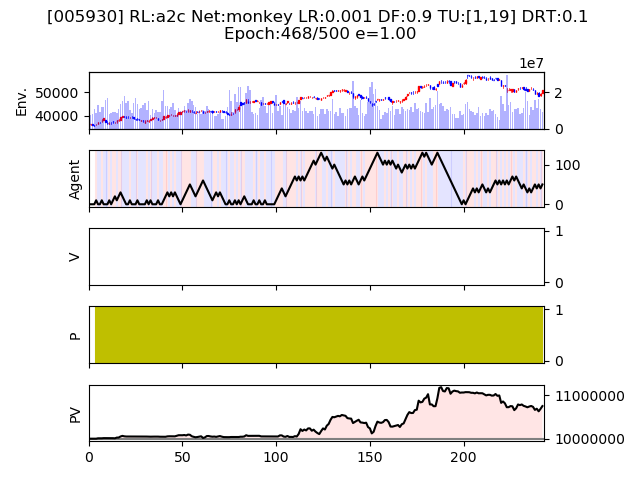 [005930] RL:a2c Net:monkey LR:0.001 DF:0.9 TU:[1,19] DRT:0.1
Epoch:468/500 e=1.00
1e7
Env.
50000
40000
2
0
Agent
100
0
V
1
0
P
1
0
PV
11000000
10000000
0 50 100 150 200